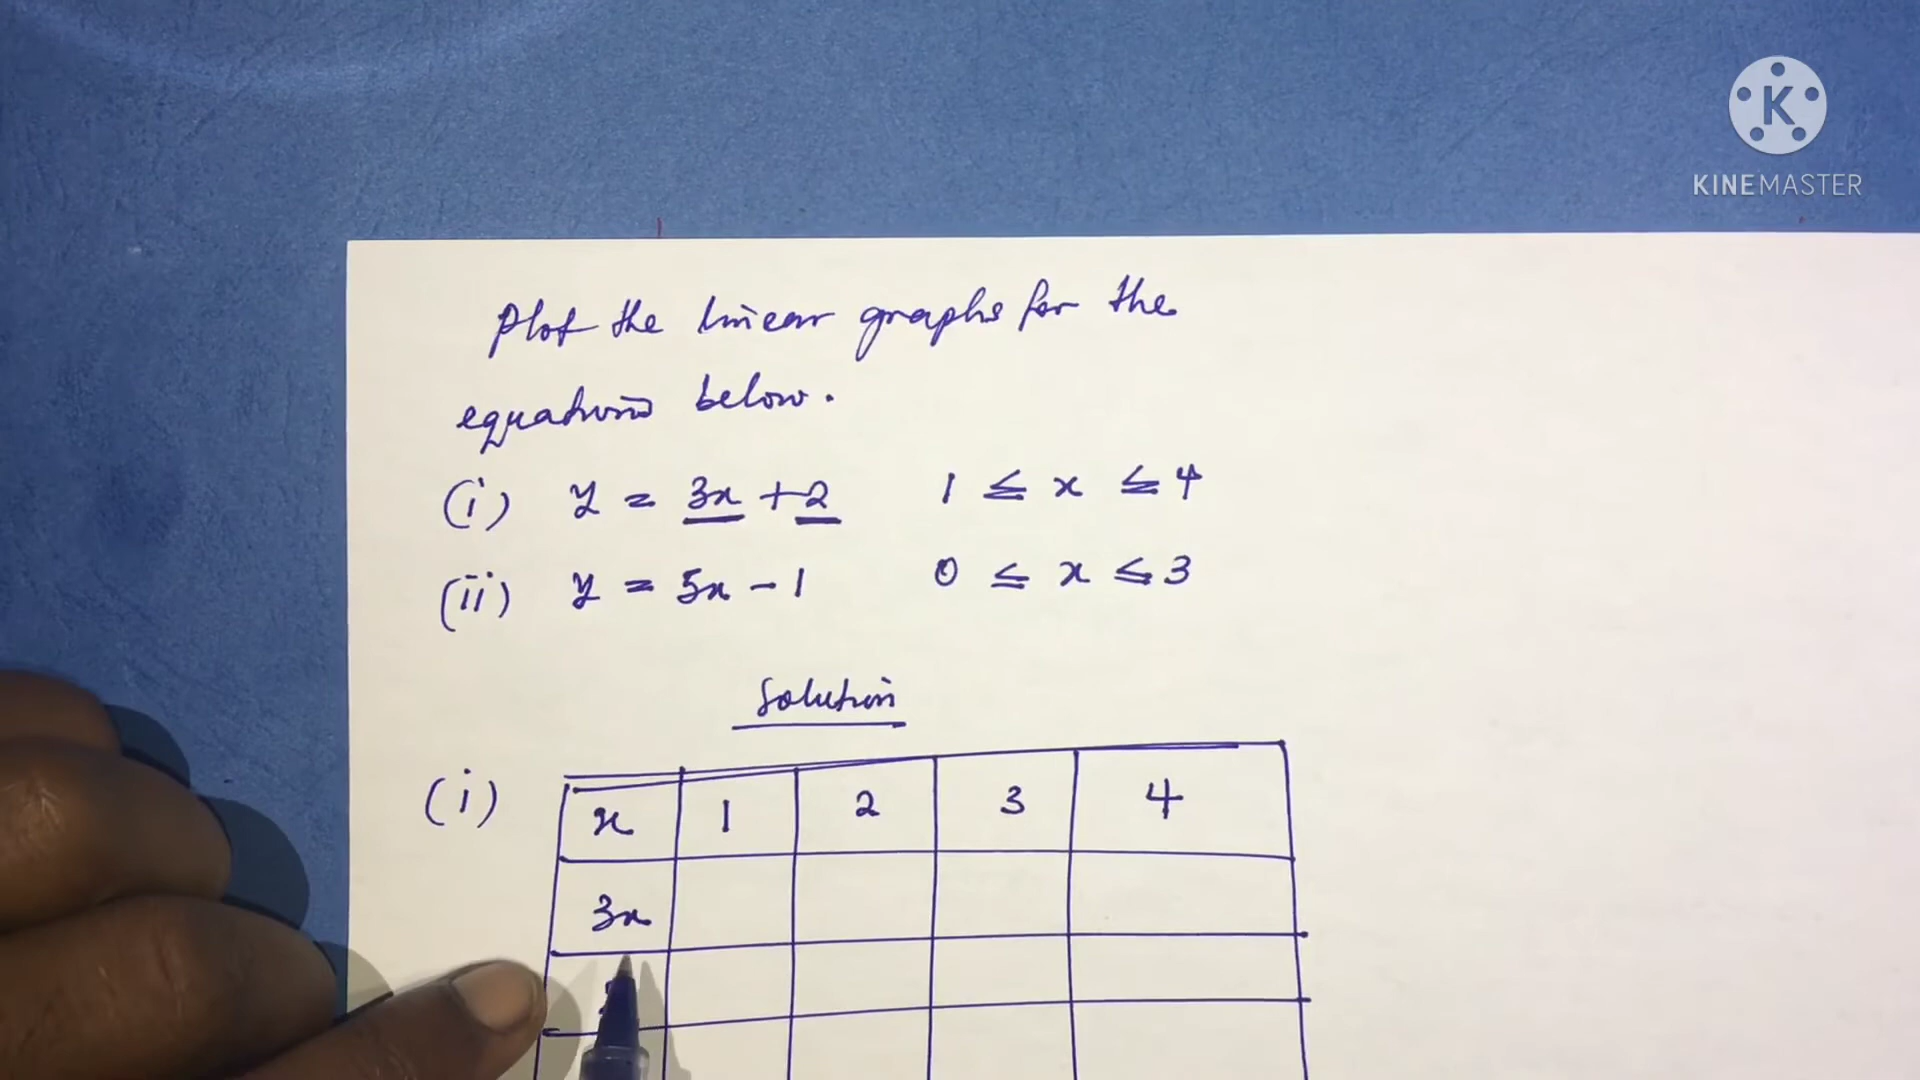 K
KINEMASTER
Plot the linear graphs for the
equations below.
(i) y = 3x + 2 1 ≤ x ≤ 4
(ii) y = 5x - 1 0 ≤ x ≤ 3
Solution
(i) x 1 2 3 4
3x